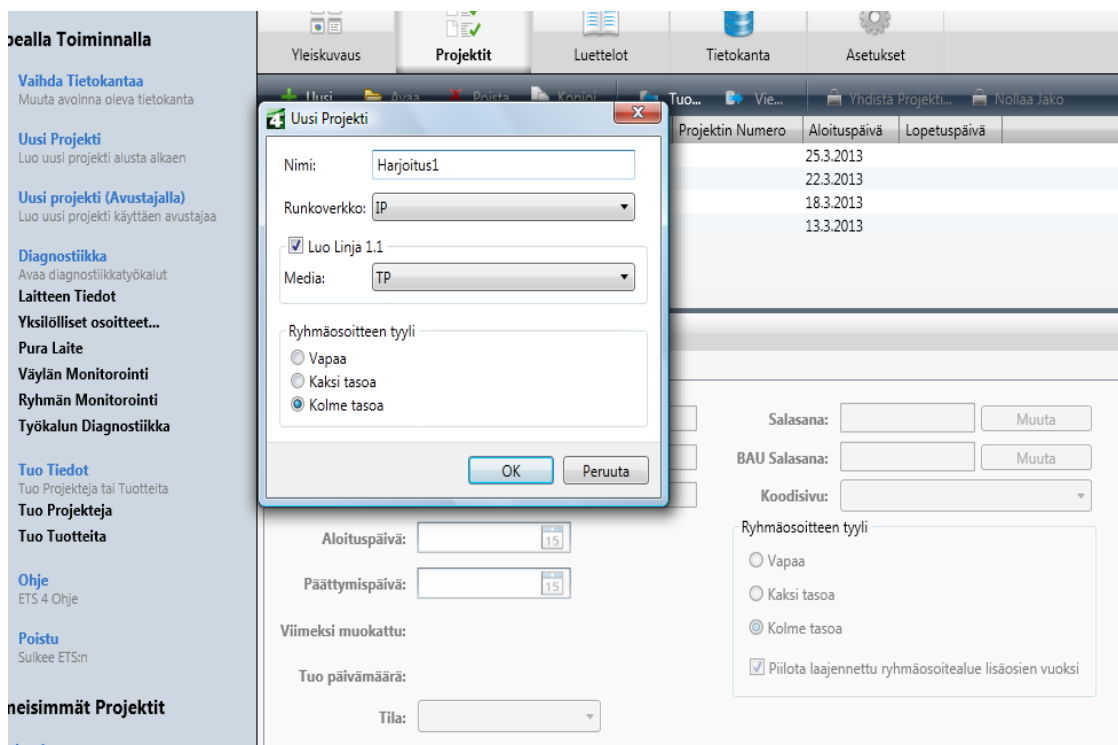 pealla Toiminnalla
Vaihda Tietokantaa
Muuta avoinna oleva tietokanta
Uusi Projekti
Luo uusi projekti alusta alkaen
Uusi projekti (Avustajalla)
Luo uusi projekti käyttäen avustajaa
Diagnostiikka
Avaa diagnostiikkatyökalut
Laitteen Tiedot
Yksilölliset osoitteet...
Pura Laite
Väylän Monitorointi
Ryhmän Monitorointi
Työkalun Diagnostiikka
Tuo Tiedot
Tuo Projekteja tai Tuotteita
Tuo Projekteja
Tuo Tuotteita
Ohje
ETS 4 Ohje
Poistu
Sulkee ETS:n
neisimmät Projektit
Yleiskuvaus Projektit Luettelot Tietokanta Asetukset
Uusi Avaa Poista Kopioi Tuo... Vie... Yhdistä Projekti... Nollaa Jako
Projektin Numero Aloituspäivä Lopetuspäivä
25.3.2013
22.3.2013
18.3.2013
13.3.2013
4 Uusi Projekti
Nimi: Harjoitus1
Runkoverkko: IP
Luo Linja 1.1
Media: TP
Ryhmäosoitteen tyyli
Vapaa
Kaksi tasoa
Kolme tasoa
OK Peruuta
Salasana: Muuta
BAU Salasana: Muuta
Koodisivu:
Aloituspäivä: 15
Päättymispäivä: 15
Viimeksi muokattu:
Tuo päivämäärä:
Tila:
Ryhmäosoitteen tyyli
Vapaa
Kaksi tasoa
Kolme tasoa
Piilota laajennettu ryhmäosoitealue lisäosien vuoksi